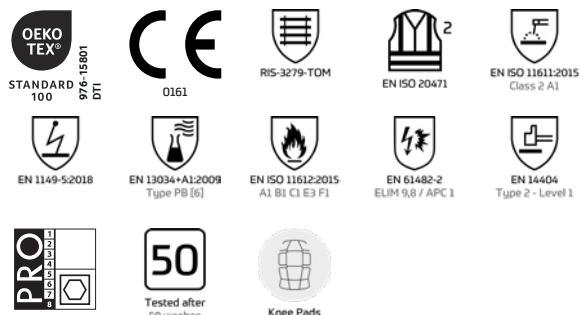 OEKO
TEX®
STANDARD
100
976-15801
DTI
CE
0161
RIS-3279-TOM
2
EN ISO 20471
EN ISO 11611:2015
Class 2 A1
EN 1149-5:2018
EN 13034+A1:2009
Type PB [6]
EN ISO 11612:2015
A1 B1 C1 E3 F1
EN 61482-2
ELIM 9,8 / APC 1
EN 14404
Type 2 - Level 1
PRO
1
2
3
4
5
6
7
8
50
Tested after
50 washes
Knee Pads